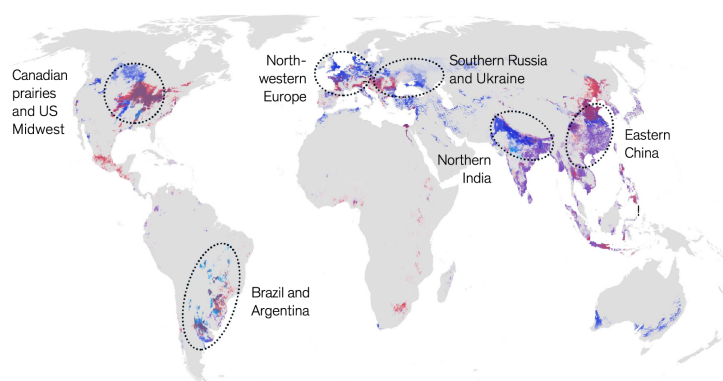 Canadian
prairies
and US
Midwest
North-
western
Europe
Southern Russia
and Ukraine
Northern
India
Eastern
China
!
Brazil and
Argentina